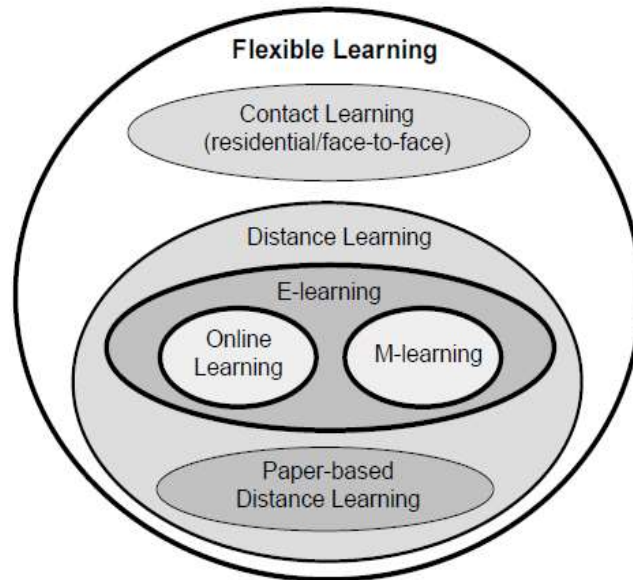 Flexible Learning
Contact Learning
(residential/face-to-face)
Distance Learning
E-learning
Online
Learning
M-learning
Paper-based
Distance Learning